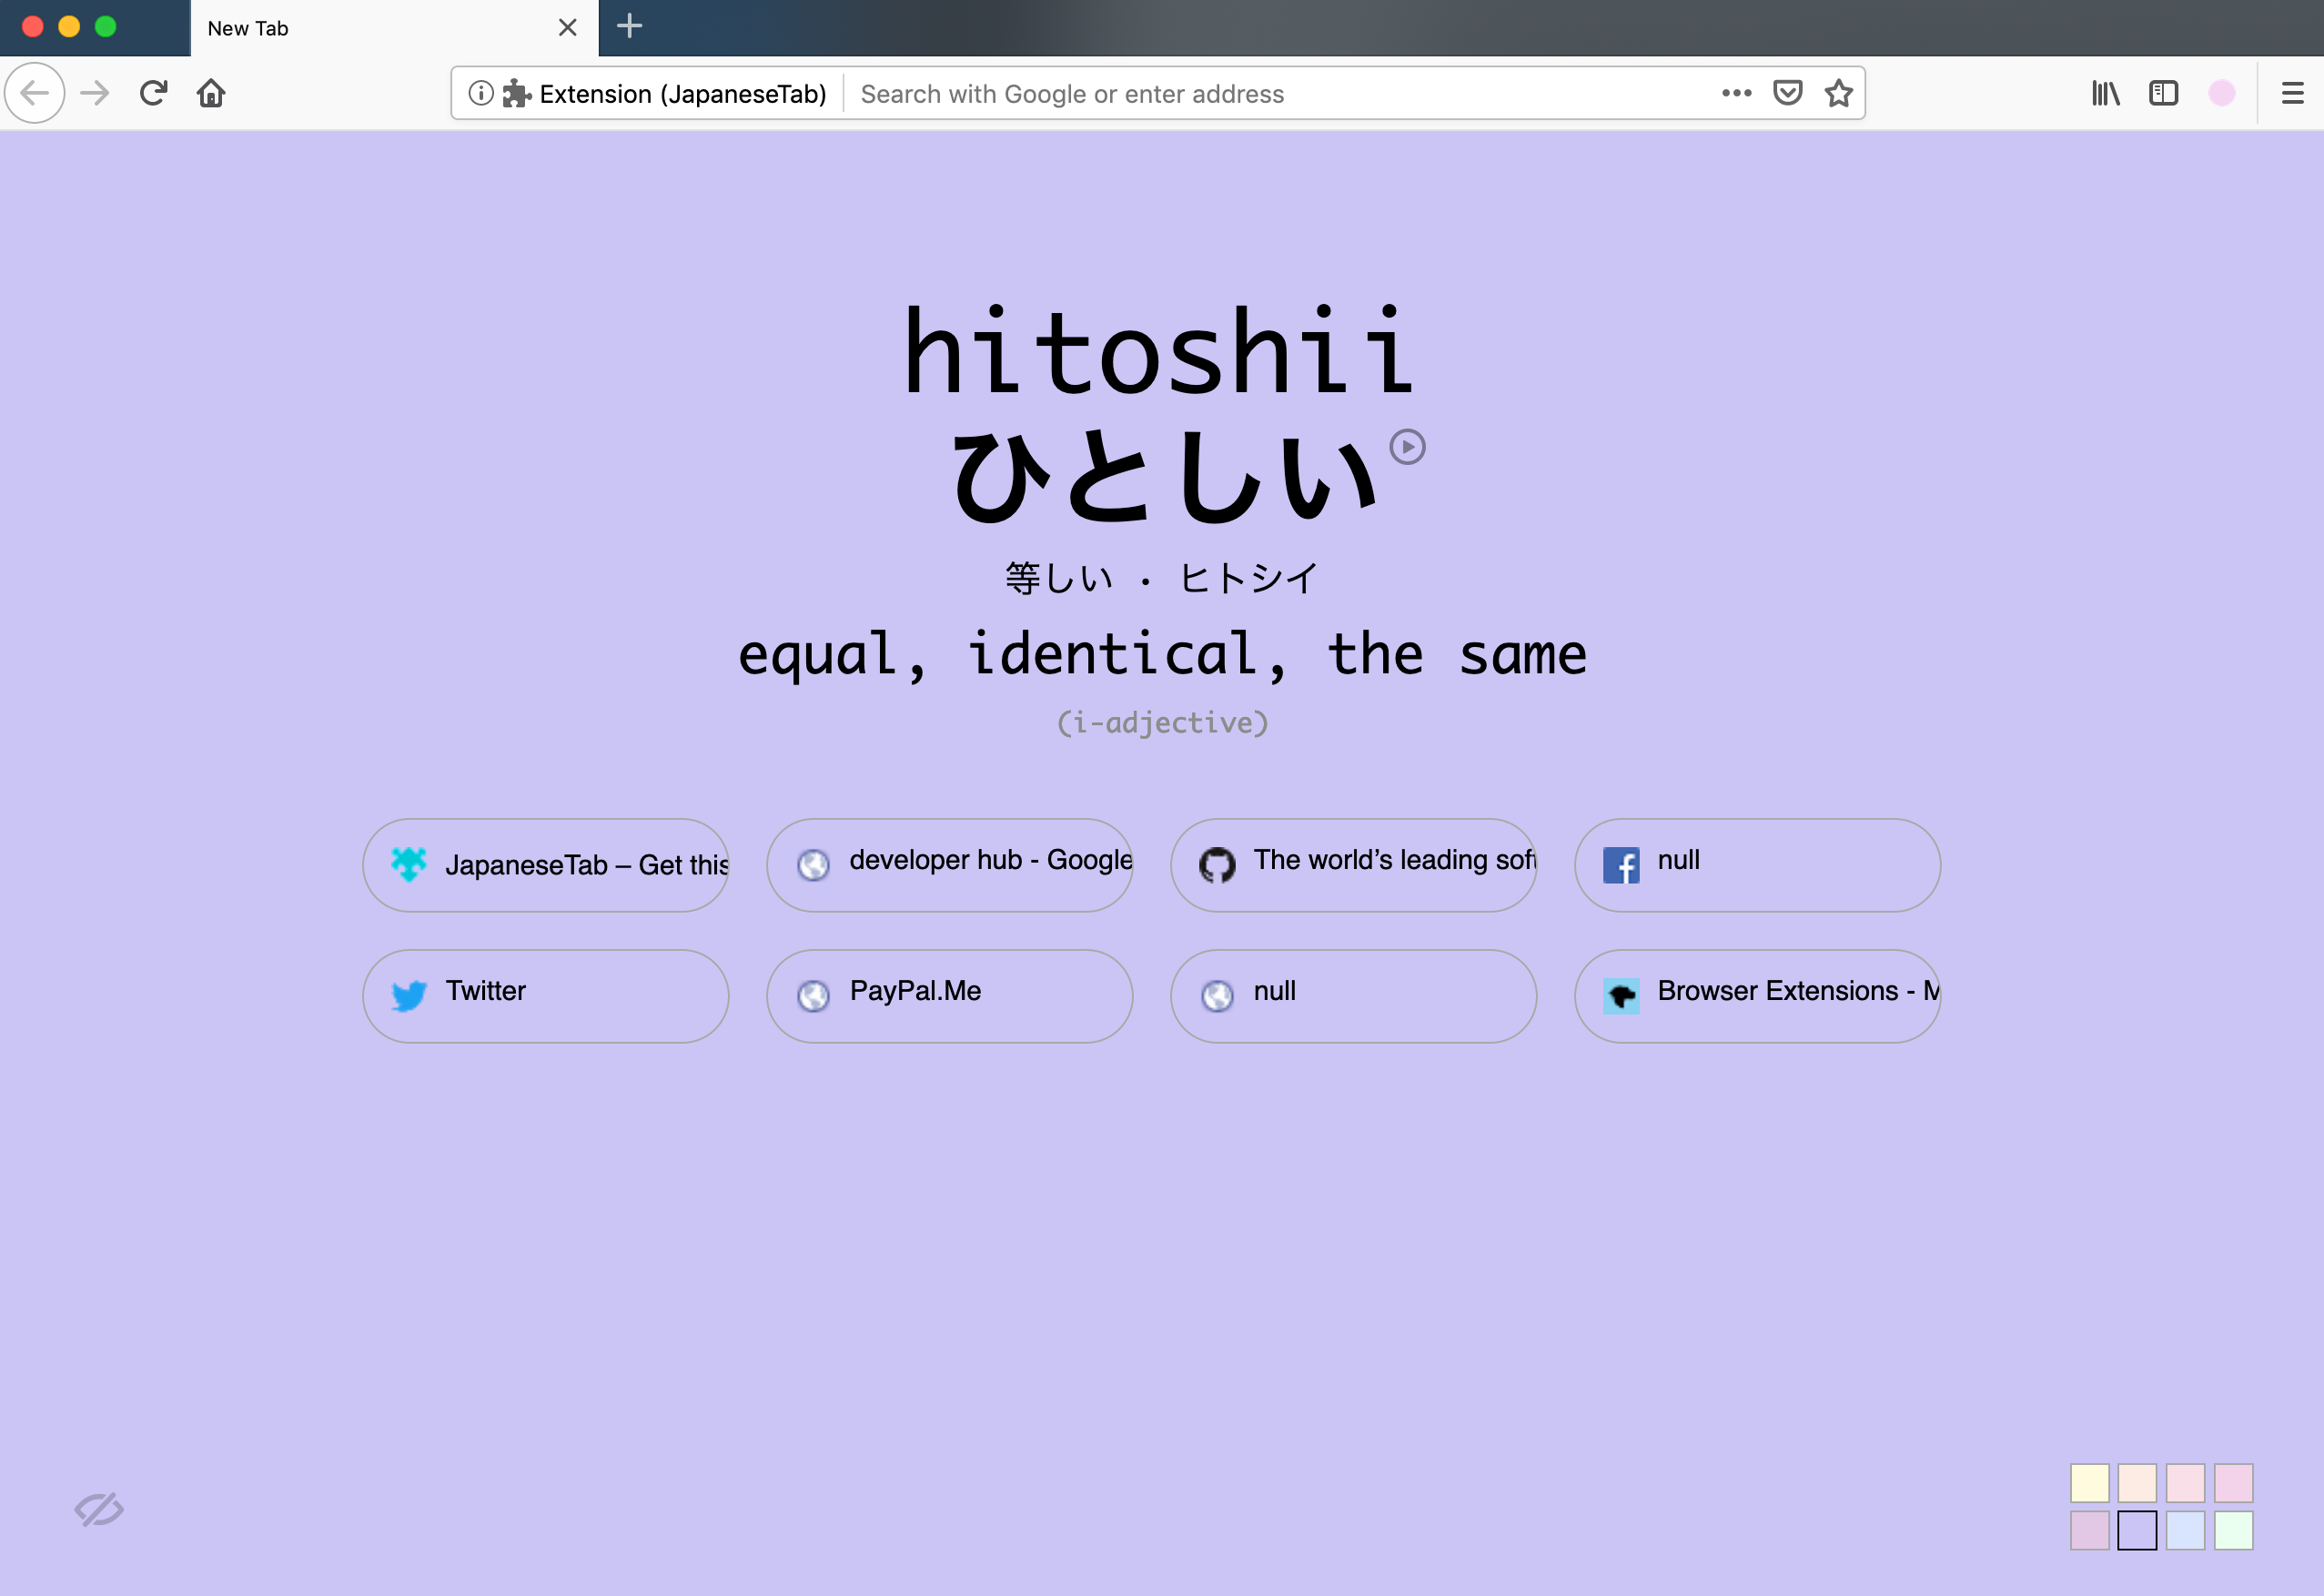 New Tab
Extension (JapaneseTab) Search with Google or enter address
hitoshii
ひとしい
等しい · ヒトシイ
equal, identical, the same
(i-adjective)
JapaneseTab – Get this
developer hub - Google
The world’s leading sof
null
Twitter
PayPal.Me
null
Browser Extensions - M